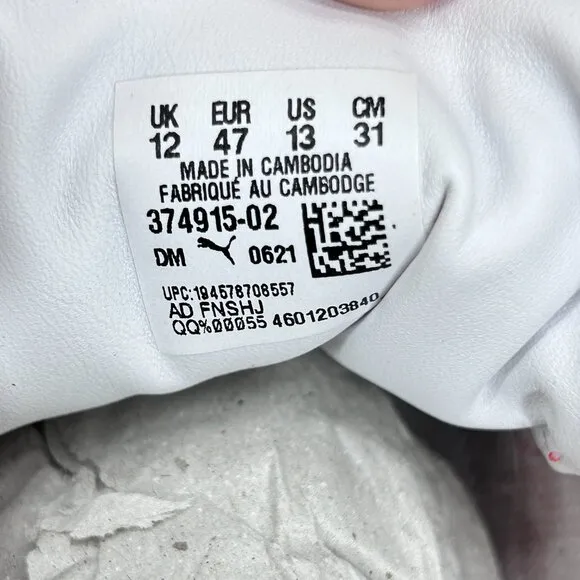 UK EUR US CM
12 47 13 31
MADE IN CAMBODIA
FABRIQUÉ AU CAMBODGE
374915-02
DM 0621
UPC:194578708557
AD FNSHJ
QQ%00055 4601203840